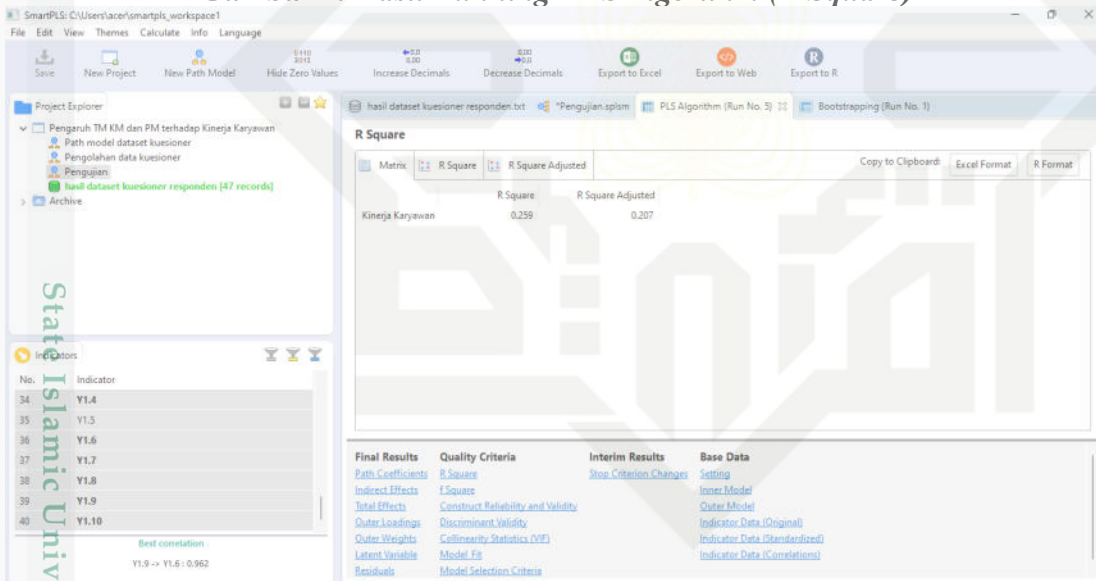 SmartPLS: C:\Users\acer\smartpls_workspace1
File Edit View Themes Calculate Info Language
Save New Project New Path Model Hide Zero Values Increase Decimals Decrease Decimals Export to Excel Export to Web Export to R
Project Explorer
Pengaruh TM KM dan PM terhadap Kinerja Karyawan
Path model dataset kuesioner
Pengolahan data kuesioner
Pengujian
hasil dataset kuesioner responden [47 records]
Archive
hasil dataset kuesioner responden.txt *Pengujian.splsm PLS Algorithm (Run No. 5) Bootstrapping (Run No. 1)
R Square
Matrix R Square R Square Adjusted Copy to Clipboard: Excel Format R Format
R Square R Square Adjusted
Kinerja Karyawan 0.259 0.207
Indicators
No. Indicator
34 Y1.4
35 Y1.5
36 Y1.6
37 Y1.7
38 Y1.8
39 Y1.9
40 Y1.10
Best correlation
Y1.9 -> Y1.6 : 0.962
Final Results Quality Criteria Interim Results Base Data
Path Coefficients R Square Stop Criterion Changes Setting
Indirect Effects f Square Inner Model
Total Effects Construct Reliability and Validity Outer Model
Outer Loadings Discriminant Validity Indicator Data (Original)
Outer Weights Collinearity Statistics (VIF) Indicator Data (Standardized)
Latent Variable Model Fit Indicator Data (Correlations)
Residuals Model Selection Criteria
State Islamic Univ